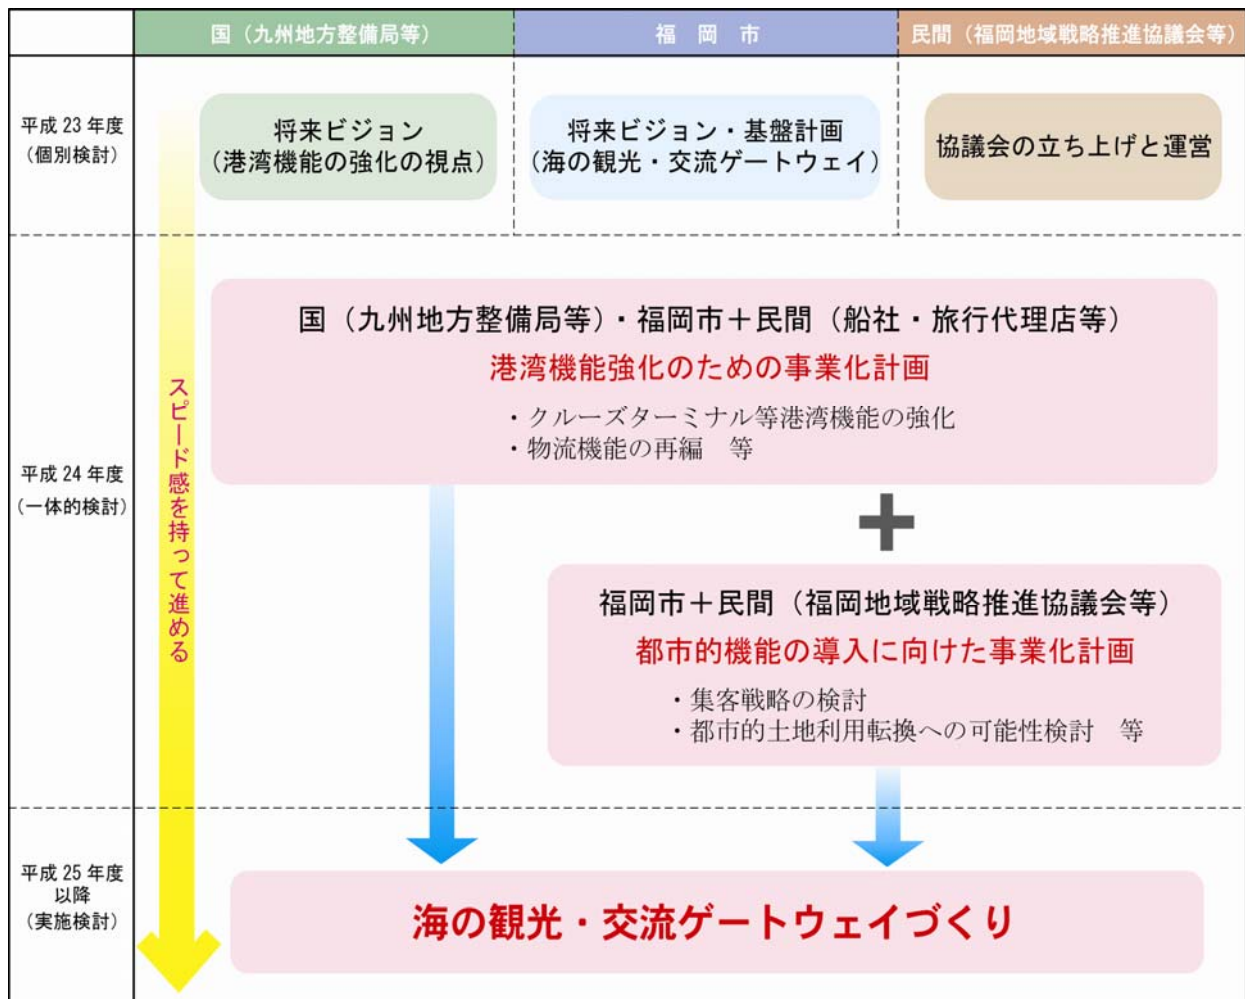 国（九州地方整備局等）
福　岡　市
民間（福岡地域戦略推進協議会等）
平成 23 年度
（個別検討）
将来ビジョン
（港湾機能の強化の視点）
将来ビジョン・基盤計画
（海の観光・交流ゲートウェイ）
協議会の立ち上げと運営
スピード感を持って進める
平成 24 年度
（一体的検討）
国（九州地方整備局等）・福岡市＋民間（船社・旅行代理店等）
港湾機能強化のための事業化計画
・クルーズターミナル等港湾機能の強化
・物流機能の再編　等
＋
福岡市＋民間（福岡地域戦略推進協議会等）
都市的機能の導入に向けた事業化計画
・集客戦略の検討
・都市的土地利用転換への可能性検討　等
平成 25 年度
以降
（実施検討）
海の観光・交流ゲートウェイづくり